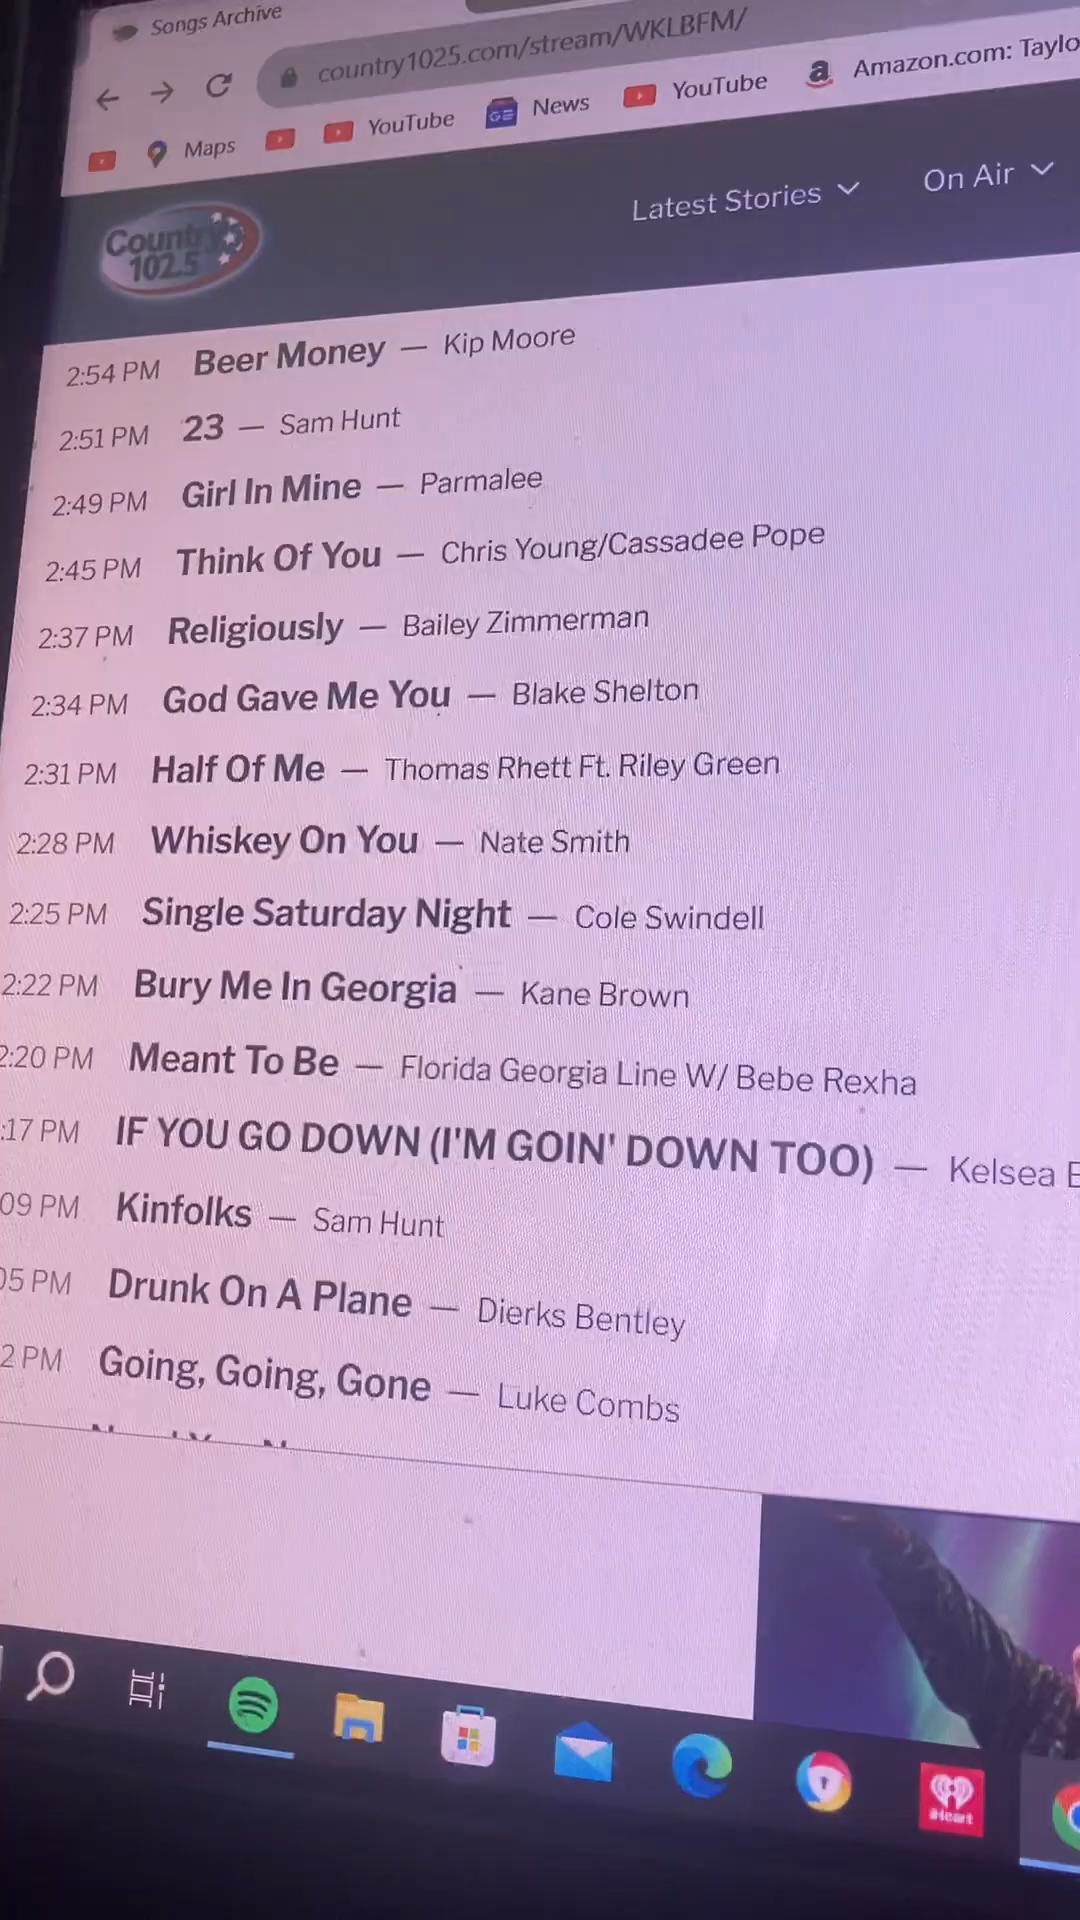 Songs Archive
country1025.com/stream/WKLBFM/
Maps YouTube News YouTube Amazon.com: Taylo
Country
102.5
Latest Stories On Air
2:54 PM Beer Money — Kip Moore
2:51 PM 23 — Sam Hunt
2:49 PM Girl In Mine — Parmalee
2:45 PM Think Of You — Chris Young/Cassadee Pope
2:37 PM Religiously — Bailey Zimmerman
2:34 PM God Gave Me You — Blake Shelton
2:31 PM Half Of Me — Thomas Rhett Ft. Riley Green
2:28 PM Whiskey On You — Nate Smith
2:25 PM Single Saturday Night — Cole Swindell
2:22 PM Bury Me In Georgia — Kane Brown
2:20 PM Meant To Be — Florida Georgia Line W/ Bebe Rexha
:17 PM IF YOU GO DOWN (I'M GOIN' DOWN TOO) — Kelsea
09 PM Kinfolks — Sam Hunt
05 PM Drunk On A Plane — Dierks Bentley
2 PM Going, Going, Gone — Luke Combs
iHeart